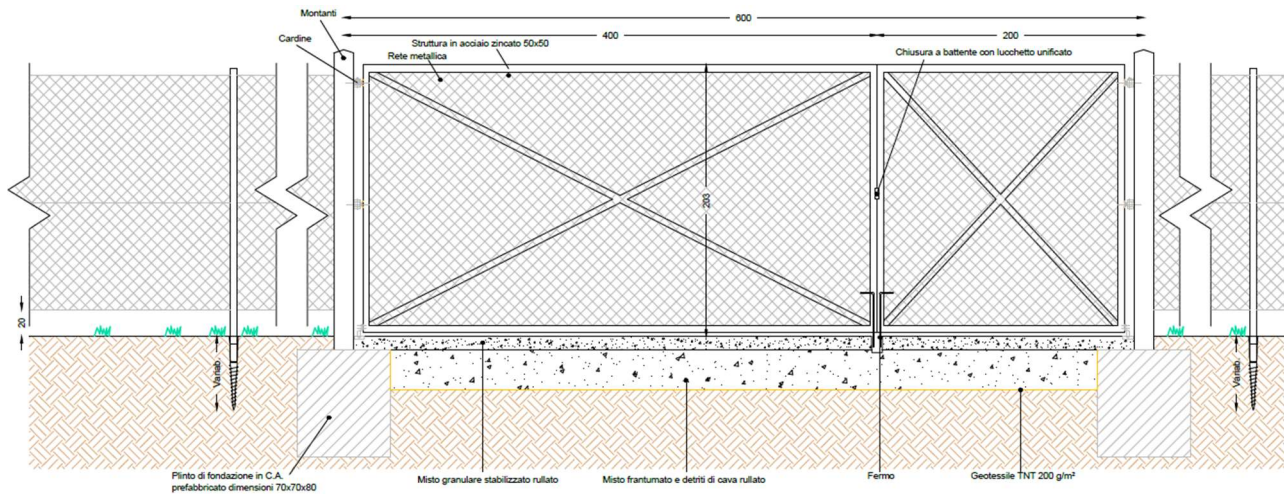 Montanti
600
Cardine
400
200
Struttura in acciaio zincato 50x50
Rete metallica
Chiusura a battente con lucchetto unificato
203
20
Variab.
Variab.
Plinto di fondazione in C.A.
prefabbricato dimensioni 70x70x80
Misto granulare stabilizzato rullato
Misto frantumato e detriti di cava rullato
Fermo
Geotessile TNT 200 g/m²